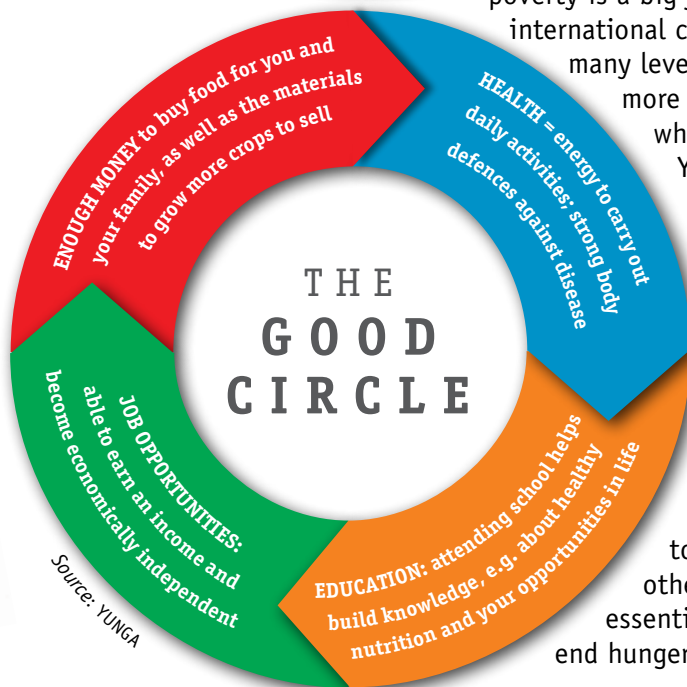 poverty is a big
international c
many leve
more
wh
Y
ENOUGH MONEY to buy food for you and
your family, as well as the materials
to grow more crops to sell
HEALTH = energy to carry out
daily activities; strong body
defences against disease
THE
GOOD
CIRCLE
EDUCATION: attending school helps
build knowledge, e.g. about healthy
nutrition and your opportunities in life
JOB OPPORTUNITIES:
able to earn an income and
become economically independent
Source: YUNGA
to
othe
essenti
end hunger